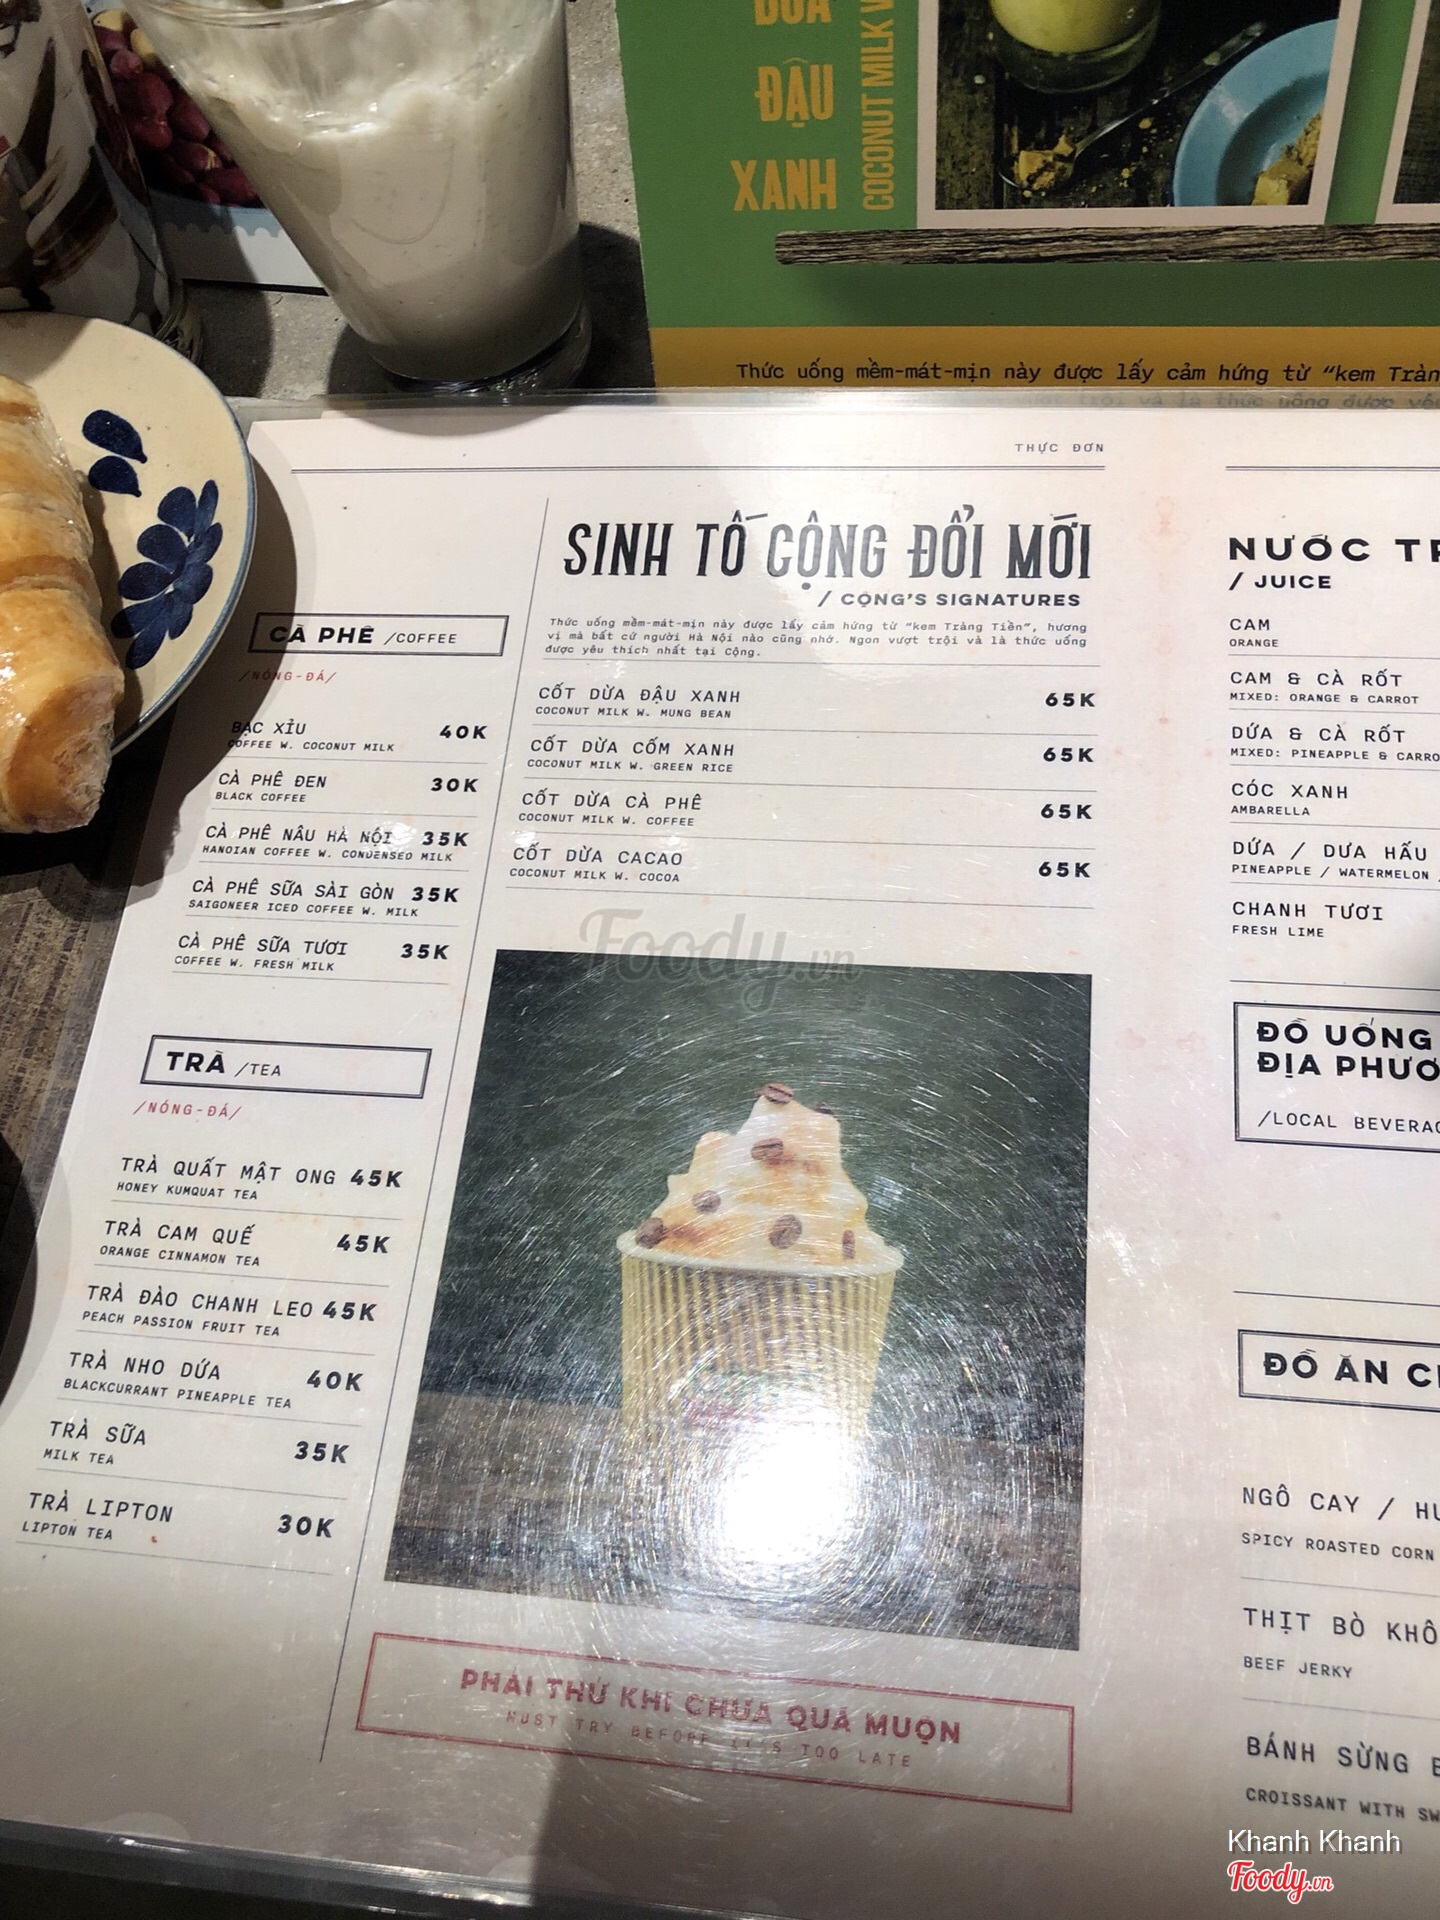 ĐẬU
XANH
COCONUT MILK
Thức uống mềm-mát-mịn này được lấy cảm hứng từ “kem Tràng
THỰC ĐƠN
CÀ PHÊ /COFFEE
/NÓNG-ĐÁ/
BẠC XỈU 40K
COFFEE W. COCONUT MILK
CÀ PHÊ ĐEN 30K
BLACK COFFEE
CÀ PHÊ NÂU HÀ NỘI 35K
HANOIAN COFFEE W. CONDENSED MILK
CÀ PHÊ SỮA SÀI GÒN 35K
SAIGONEER ICED COFFEE W. MILK
CÀ PHÊ SỮA TƯƠI 35K
COFFEE W. FRESH MILK
TRÀ /TEA
/NÓNG-ĐÁ/
TRÀ QUẤT MẬT ONG 45K
HONEY KUMQUAT TEA
TRÀ CAM QUẾ 45K
ORANGE CINNAMON TEA
TRÀ ĐÀO CHANH LEO 45K
PEACH PASSION FRUIT TEA
TRÀ NHO DỨA 40K
BLACKCURRANT PINEAPPLE TEA
TRÀ SỮA 35K
MILK TEA
TRÀ LIPTON 30K
LIPTON TEA
SINH TỐ CỘNG ĐỔI MỚI
/ CỘNG'S SIGNATURES
Thức uống mềm-mát-mịn này được lấy cảm hứng từ “kem Tràng Tiền”, hương
vị mà bất cứ người Hà Nội nào cũng nhớ. Ngon vượt trội và là thức uống
được yêu thích nhất tại Cộng.
CỐT DỪA ĐẬU XANH 65K
COCONUT MILK W. MUNG BEAN
CỐT DỪA CỐM XANH 65K
COCONUT MILK W. GREEN RICE
CỐT DỪA CÀ PHÊ 65K
COCONUT MILK W. COFFEE
CỐT DỪA CACAO 65K
COCONUT MILK W. COCOA
Foody.vn
PHẢI THỬ KHI CHƯA QUÁ MUỘN
MUST TRY BEFORE IT'S TOO LATE
NƯỚC
/ JUICE
CAM
ORANGE
CAM & CÀ RỐT
MIXED: ORANGE & CARROT
DỨA & CÀ RỐT
MIXED: PINEAPPLE & CARRO
CÓC XANH
AMBARELLA
DỨA / DƯA HẤU
PINEAPPLE / WATERMELON
CHANH TƯƠI
FRESH LIME
ĐỒ UỐNG
ĐỊA PHƯƠ
/LOCAL BEVERAG
ĐỒ ĂN
NGÔ CAY /
SPICY ROASTED CORN
THỊT BÒ KHÔ
BEEF JERKY
BÁNH SỪNG
CROISSANT WITH SW
Khanh Khanh
Foody.vn